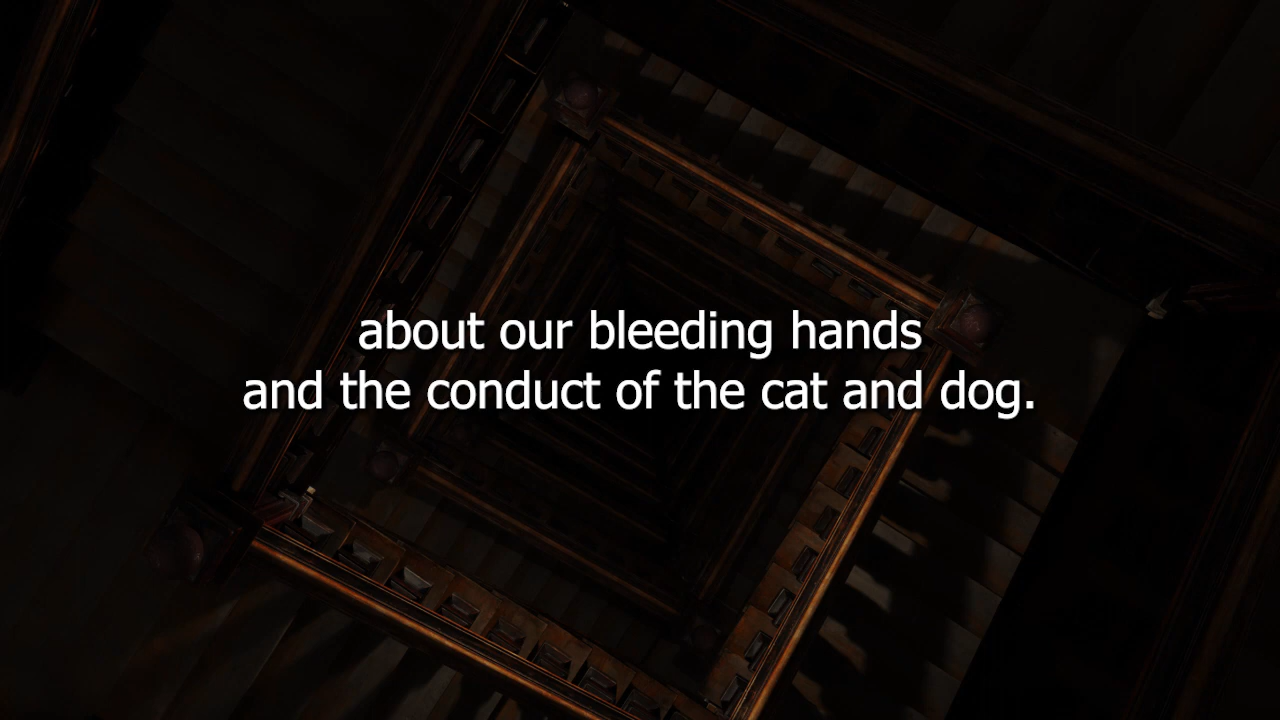 about our bleeding hands
and the conduct of the cat and dog.